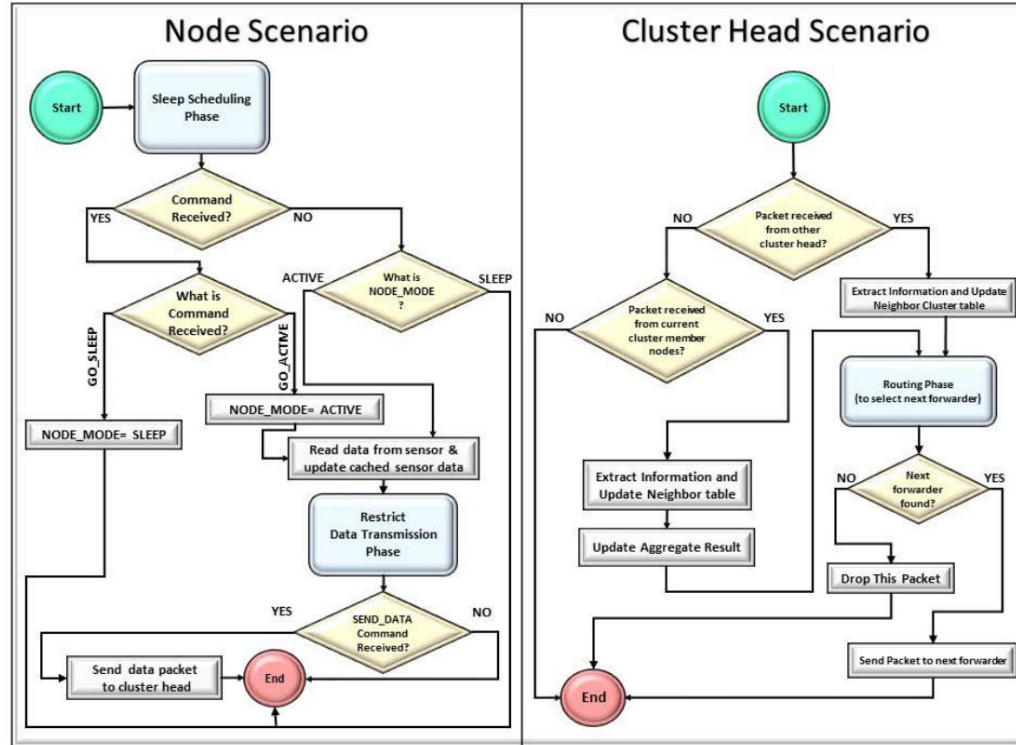 Node Scenario
Start
Sleep Scheduling
Phase
Command
Received?
YES
NO
What is
Command
Received?
ACTIVE
What is
NODE_MODE
?
SLEEP
GO_SLEEP
GO_ACTIVE
NODE_MODE= SLEEP
NODE_MODE= ACTIVE
Read data from sensor &
update cached sensor data
Restrict
Data Transmission
Phase
YES
SEND_DATA
Command
Received?
NO
Send data packet
to cluster head
End
Cluster Head Scenario
Start
NO
Packet received
from other
cluster head?
YES
Extract Information and Update
Neighbor Cluster table
NO
Packet received
from current
cluster member
nodes?
YES
Routing Phase
(to select next forwarder)
Extract Information and
Update Neighbor table
Update Aggregate Result
NO
Next
forwarder
found?
YES
Drop This Packet
Send Packet to next forwarder
End